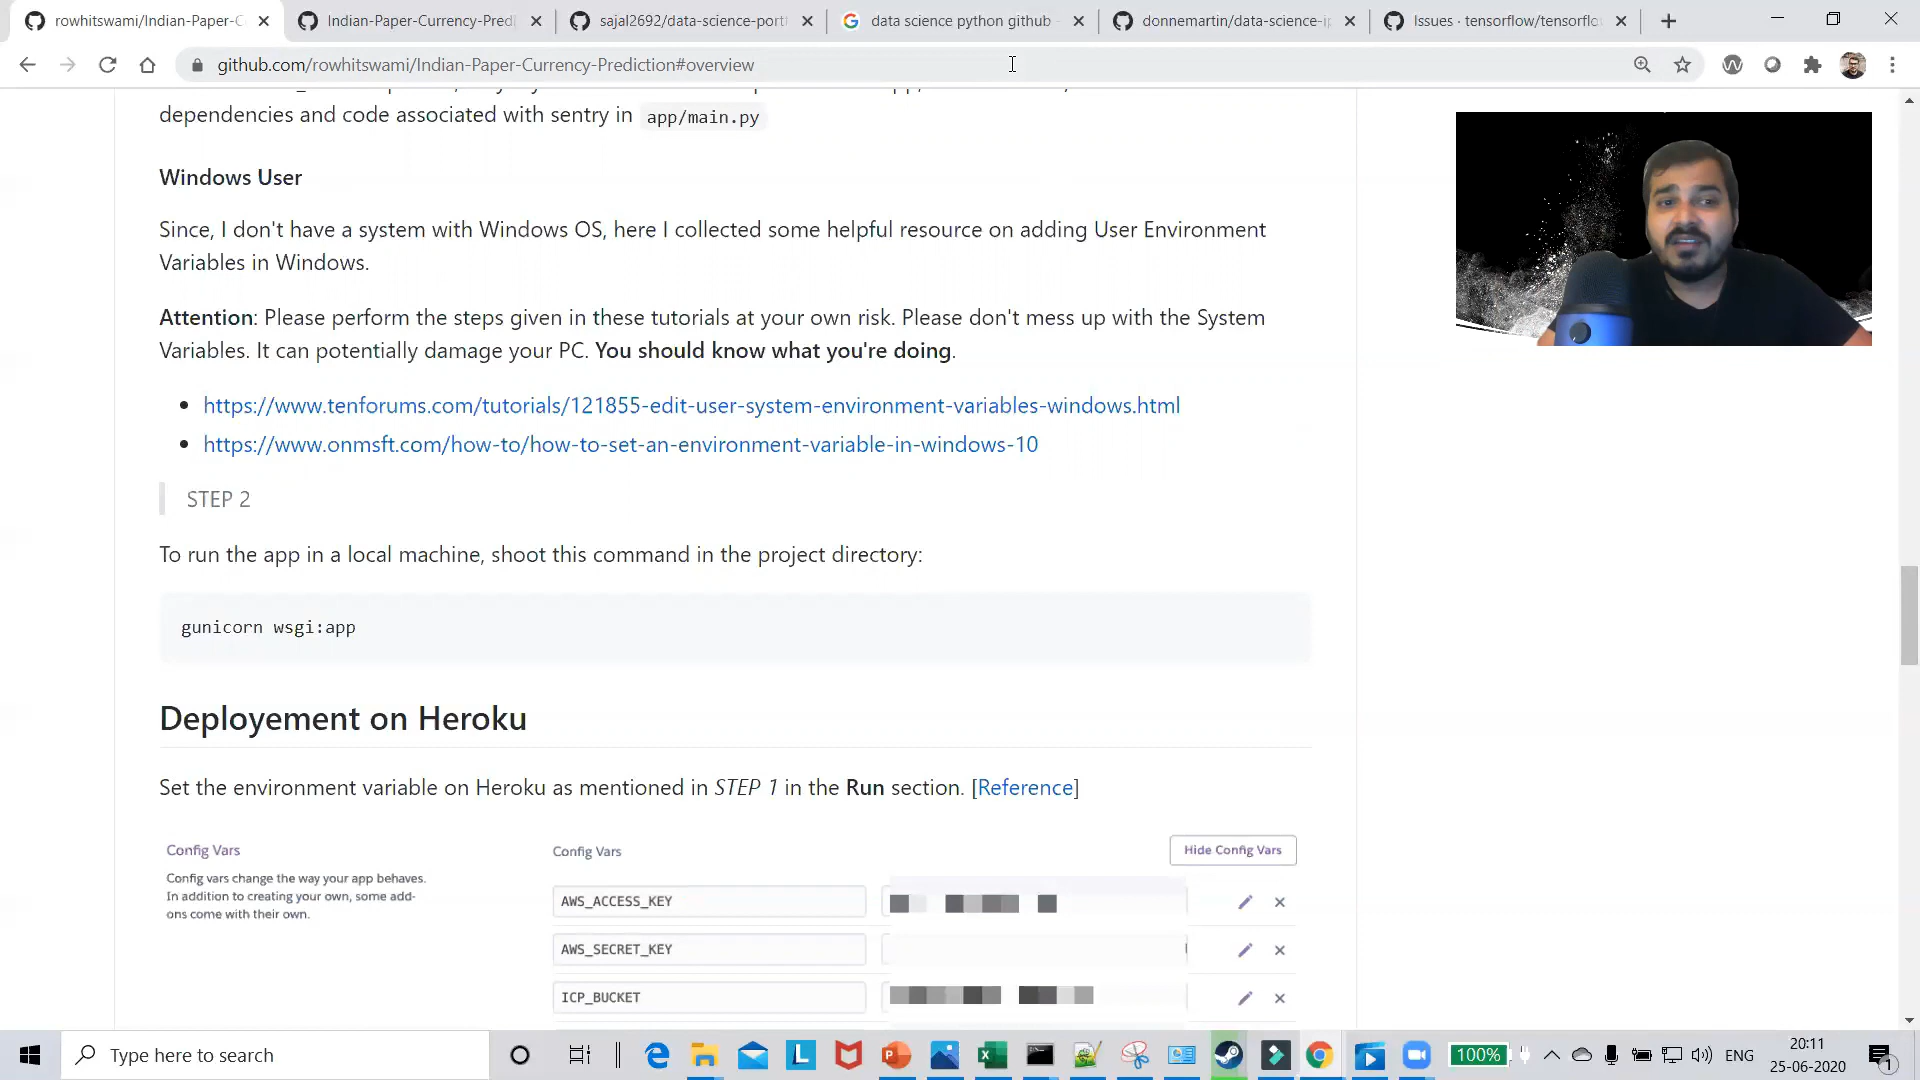 rowhitswami/Indian-Paper-C
Indian-Paper-Currency-Pred
sajal2692/data-science-port
data science python github
donnemartin/data-science-ip
Issues · tensorflow/tensorflo
github.com/rowhitswami/Indian-Paper-Currency-Prediction#overview
dependencies and code associated with sentry in app/main.py
Windows User
Since, I don't have a system with Windows OS, here I collected some helpful resource on adding User Environment
Variables in Windows.
Attention: Please perform the steps given in these tutorials at your own risk. Please don't mess up with the System
Variables. It can potentially damage your PC. You should know what you're doing.
https://www.tenforums.com/tutorials/121855-edit-user-system-environment-variables-windows.html
https://www.onmsft.com/how-to/how-to-set-an-environment-variable-in-windows-10
STEP 2
To run the app in a local machine, shoot this command in the project directory:
gunicorn wsgi:app
Deployement on Heroku
Set the environment variable on Heroku as mentioned in STEP 1 in the Run section. [Reference]
Config Vars
Config vars change the way your app behaves.
In addition to creating your own, some add-
ons come with their own.
Config Vars
Hide Config Vars
AWS_ACCESS_KEY
AWS_SECRET_KEY
ICP_BUCKET
Type here to search
100%
ENG
20:11
25-06-2020
1